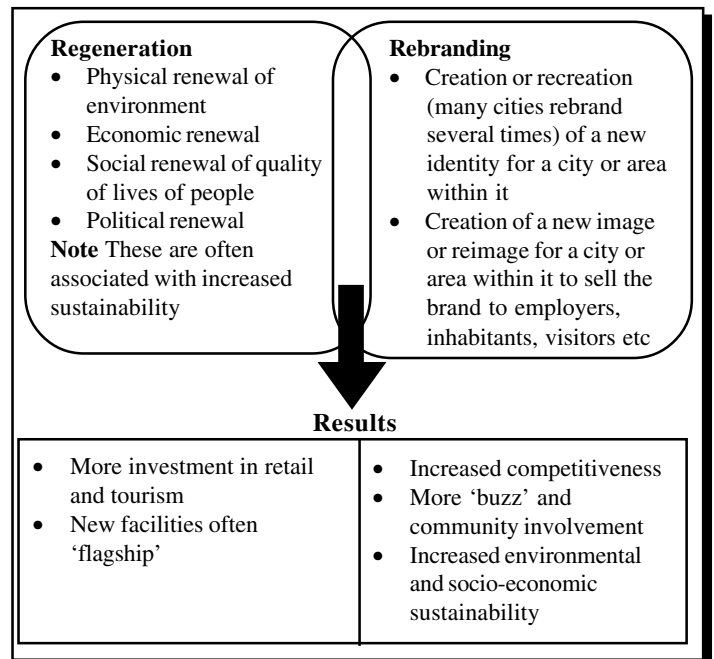 Regeneration
• Physical renewal of
environment
• Economic renewal
• Social renewal of quality
of lives of people
• Political renewal
Note These are often
associated with increased
sustainability
Rebranding
• Creation or recreation
(many cities rebrand
several times) of a new
identity for a city or area
within it
• Creation of a new image
or reimage for a city or
area within it to sell the
brand to employers,
inhabitants, visitors etc
Results
• More investment in retail
and tourism
• New facilities often
‘flagship’
• Increased competitiveness
• More ‘buzz’ and
community involvement
• Increased environmental
and socio-economic
sustainability